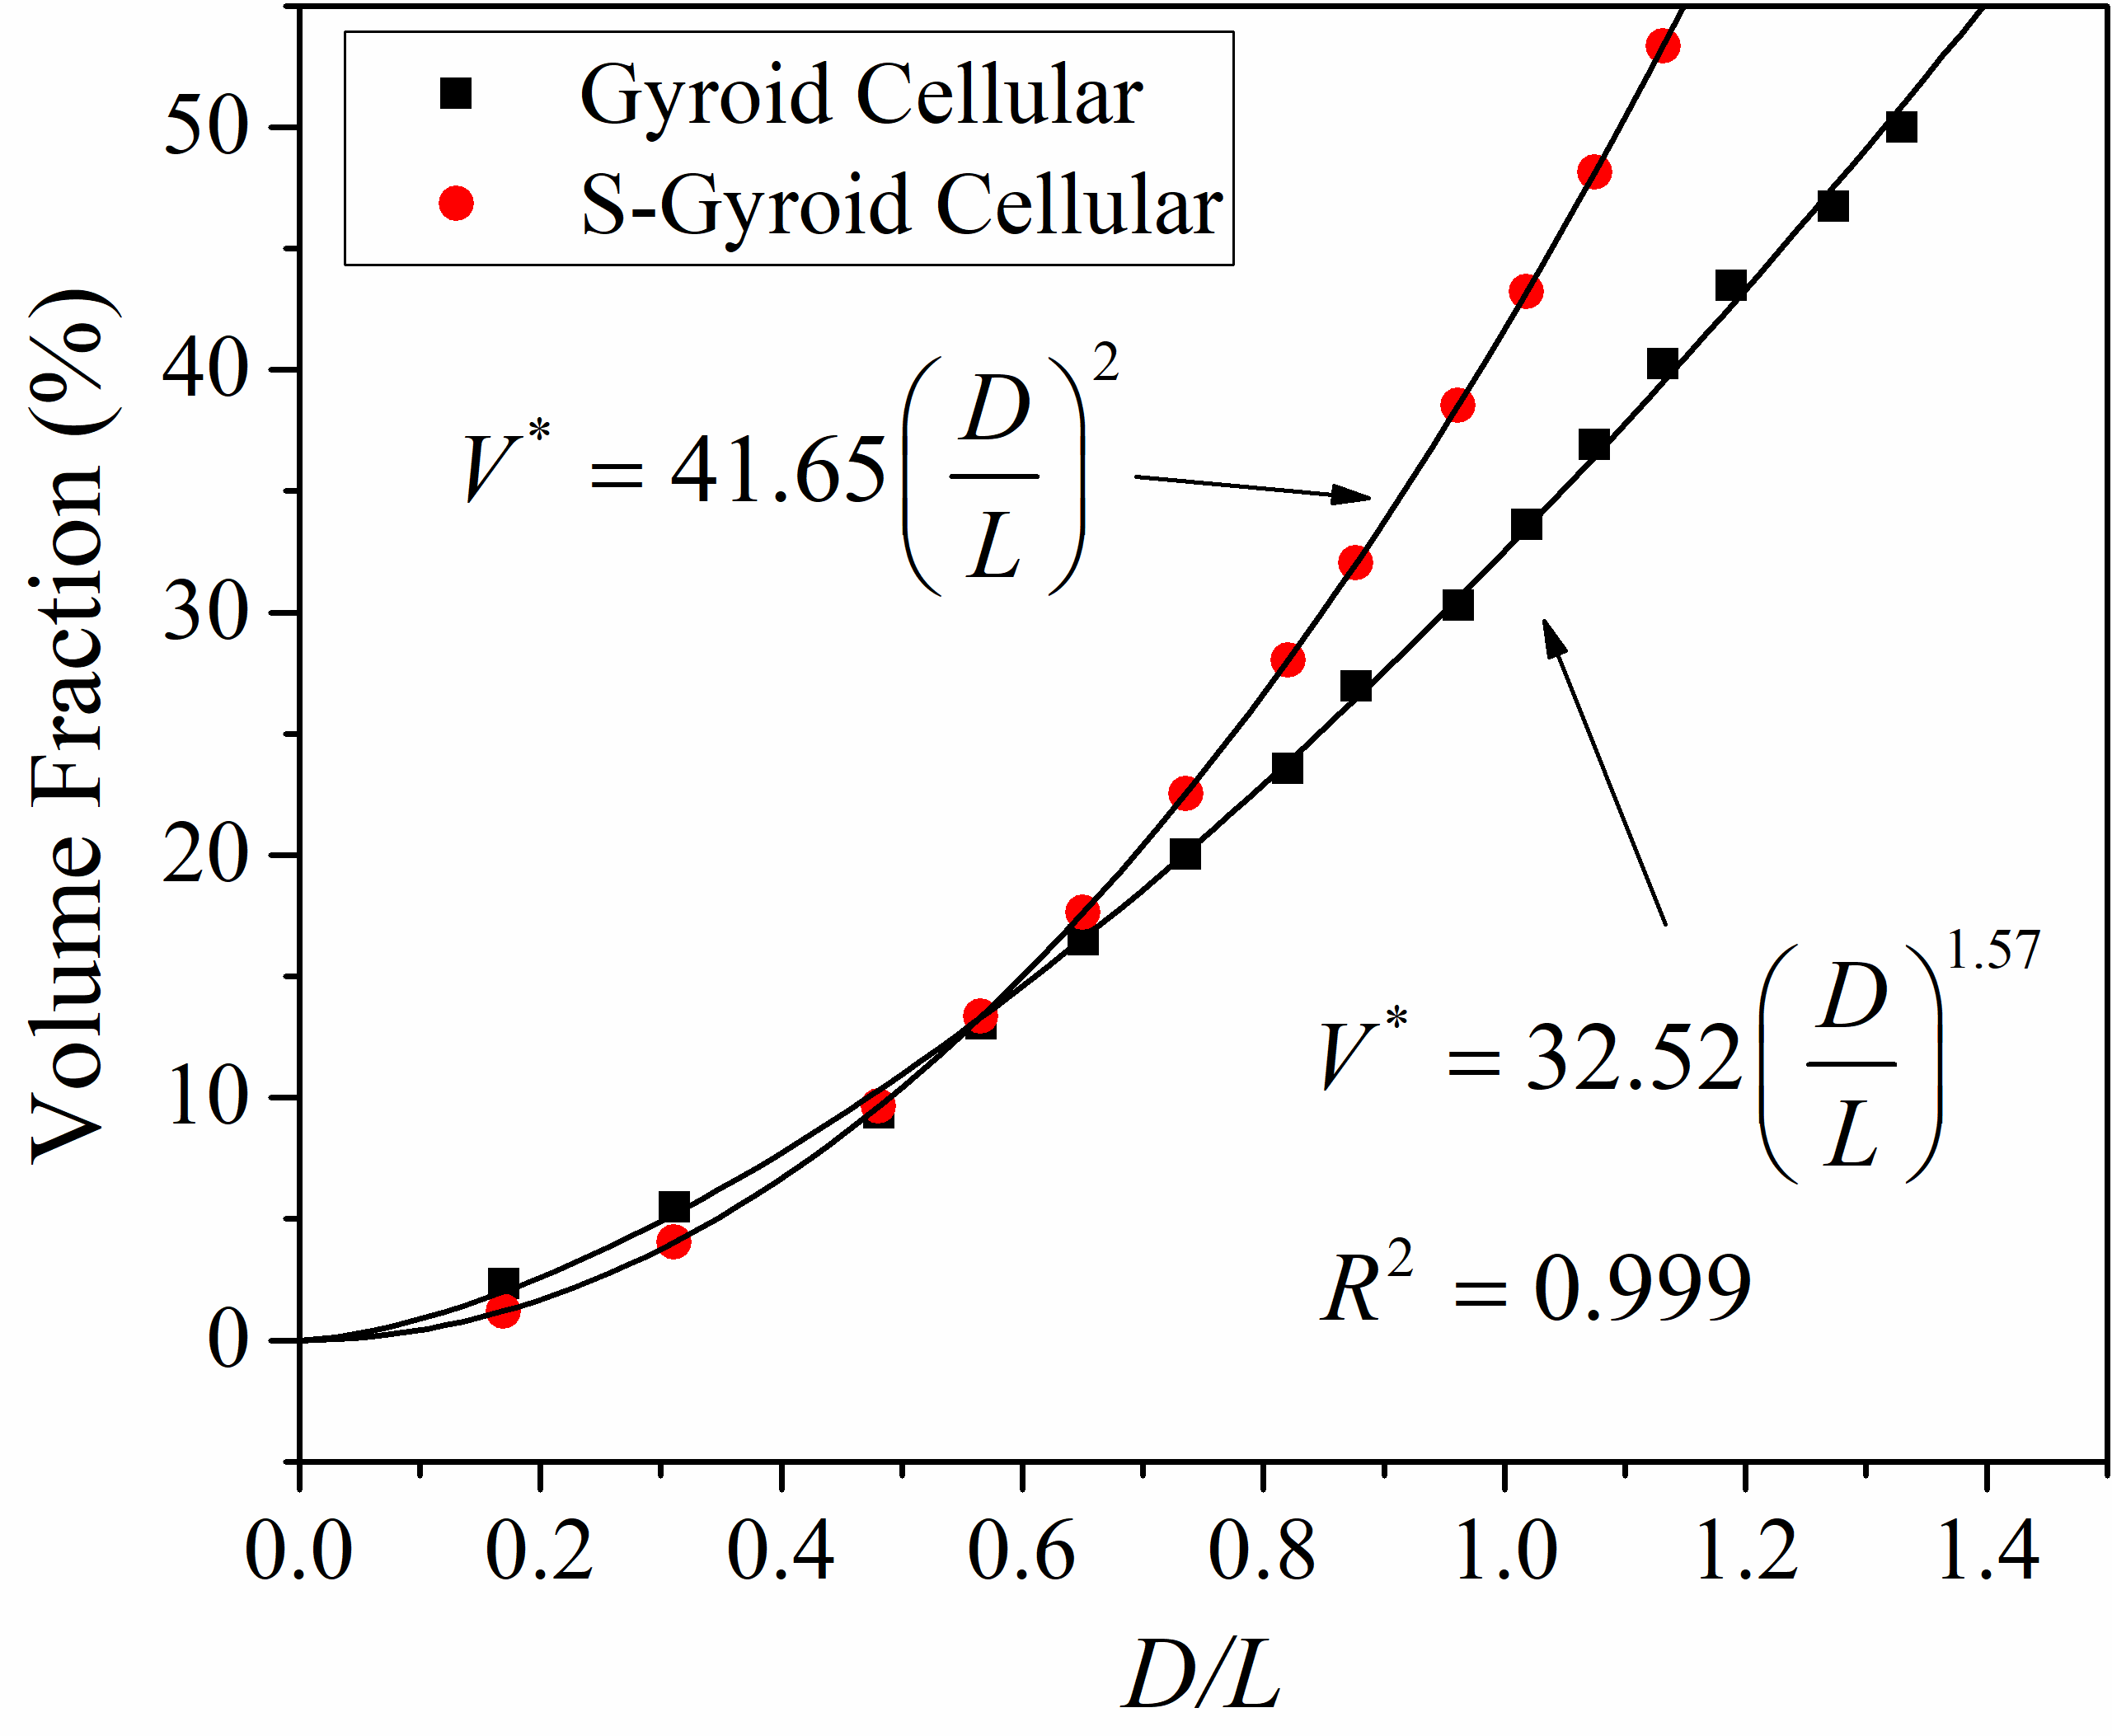 Gyroid Cellular
S-Gyroid Cellular
V* = 41.65(D/L)²
V* = 32.52(D/L)^1.57
R² = 0.999
Volume Fraction (%)
50
40
30
20
10
0
0.0 0.2 0.4 0.6 0.8 1.0 1.2 1.4
D/L